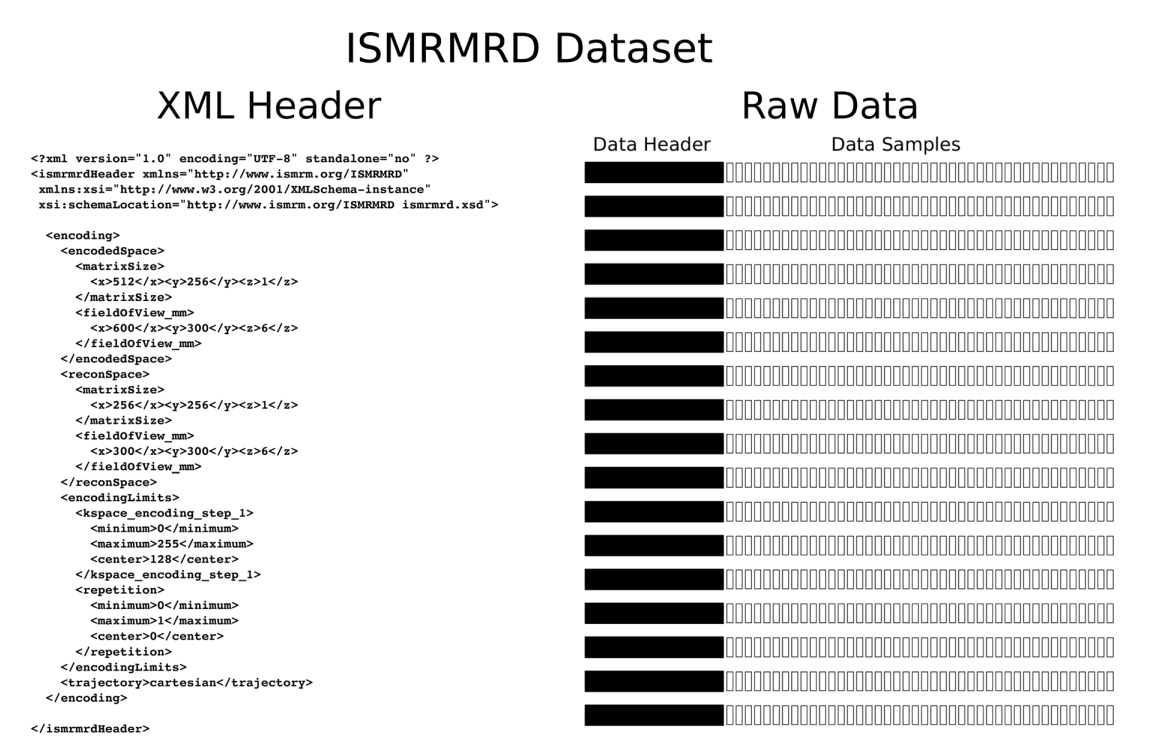 ISMRMRD Dataset
XML Header
<?xml version="1.0" encoding="UTF-8" standalone="no" ?>
<ismrmrdHeader xmlns="http://www.ismrm.org/ISMRMRD"
 xmlns:xsi="http://www.w3.org/2001/XMLSchema-instance"
 xsi:schemaLocation="http://www.ismrm.org/ISMRMRD ismrmrd.xsd">

  <encoding>
    <encodedSpace>
      <matrixSize>
        <x>512</x><y>256</y><z>1</z>
      </matrixSize>
      <fieldOfView_mm>
        <x>600</x><y>300</y><z>6</z>
      </fieldOfView_mm>
    </encodedSpace>
    <reconSpace>
      <matrixSize>
        <x>256</x><y>256</y><z>1</z>
      </matrixSize>
      <fieldOfView_mm>
        <x>300</x><y>300</y><z>6</z>
      </fieldOfView_mm>
    </reconSpace>
    <encodingLimits>
      <kspace_encoding_step_1>
        <minimum>0</minimum>
        <maximum>255</maximum>
        <center>128</center>
      </kspace_encoding_step_1>
      <repetition>
        <minimum>0</minimum>
        <maximum>1</maximum>
        <center>0</center>
      </repetition>
    </encodingLimits>
    <trajectory>cartesian</trajectory>
  </encoding>

</ismrmrdHeader>
Raw Data
Data Header
Data Samples